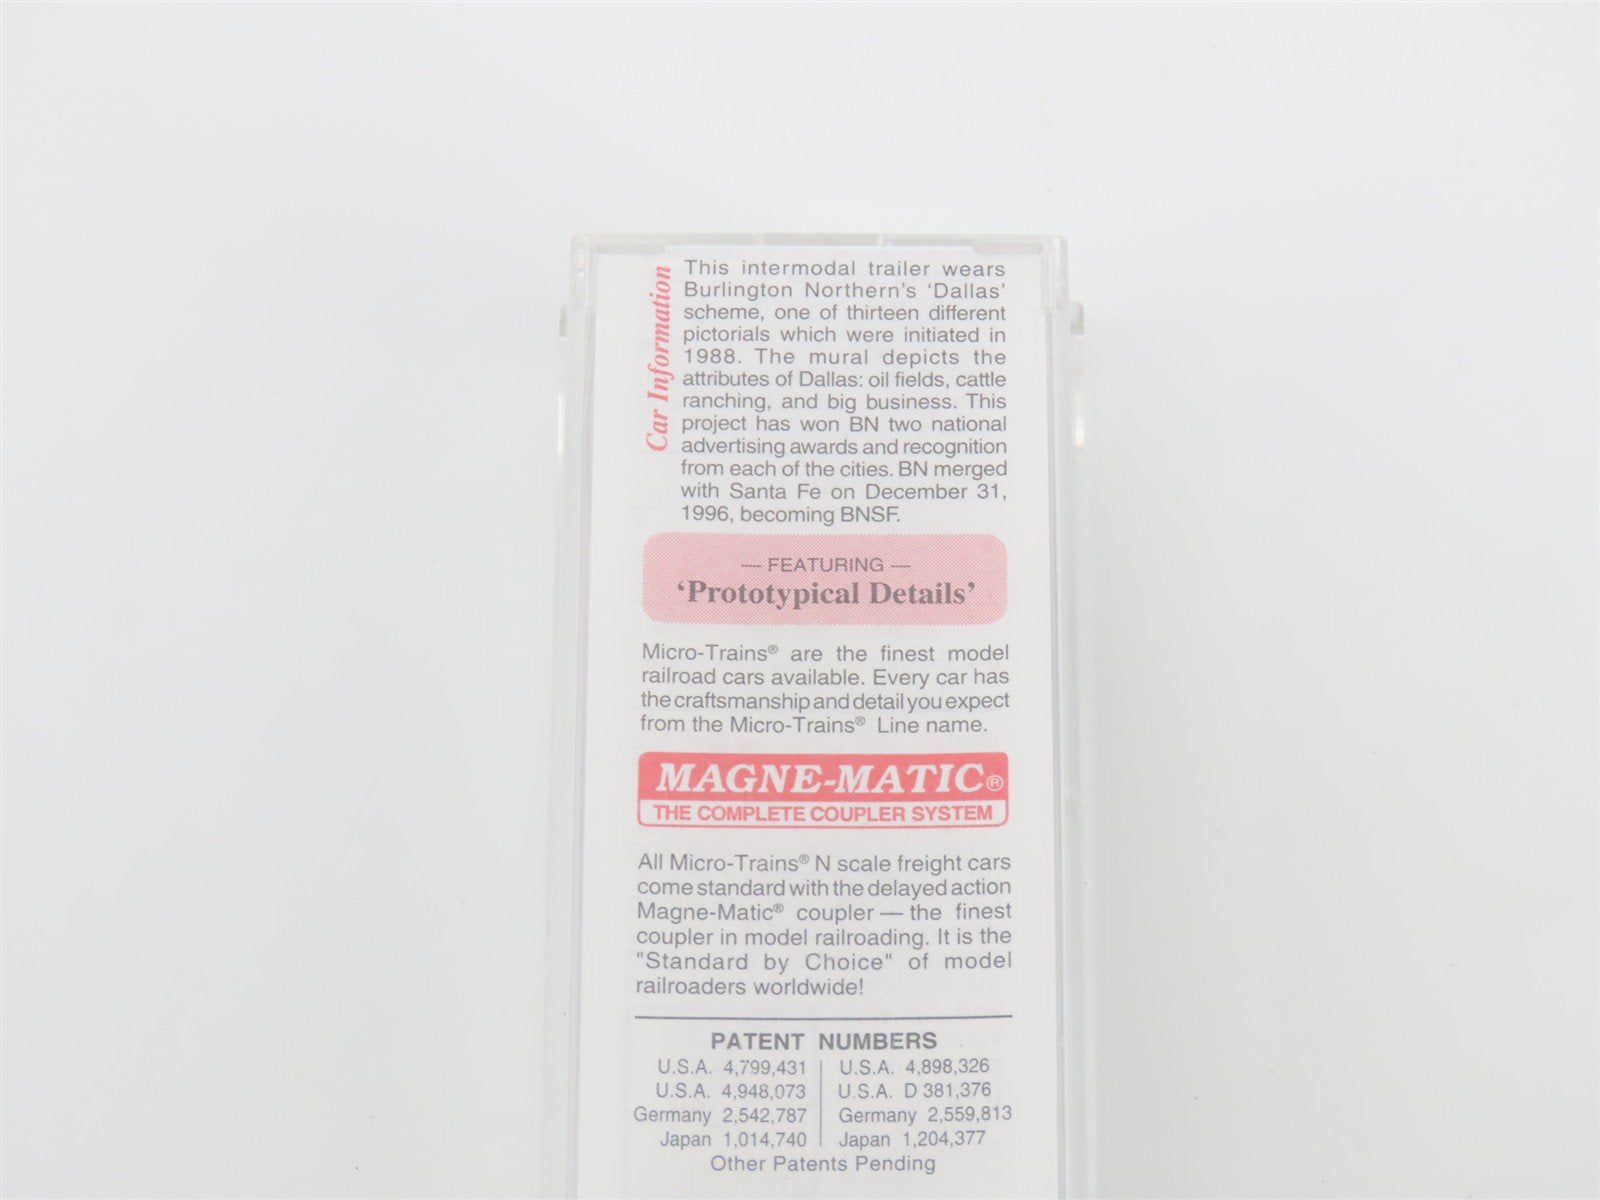 Car Information
This intermodal trailer wears
Burlington Northern's 'Dallas'
scheme, one of thirteen different
pictorials which were initiated in
1988. The mural depicts the
attributes of Dallas: oil fields, cattle
ranching, and big business. This
project has won BN two national
advertising awards and recognition
from each of the cities. BN merged
with Santa Fe on December 31,
1996, becoming BNSF.
— FEATURING —
'Prototypical Details'
Micro-Trains® are the finest model
railroad cars available. Every car has
the craftsmanship and detail you expect
from the Micro-Trains® Line name.
MAGNE-MATIC®
THE COMPLETE COUPLER SYSTEM
All Micro-Trains® N scale freight cars
come standard with the delayed action
Magne-Matic® coupler — the finest
coupler in model railroading. It is the
"Standard by Choice" of model
railroaders worldwide!
PATENT NUMBERS
U.S.A. 4,799,431 | U.S.A. 4,898,326
U.S.A. 4,948,073 | U.S.A. D 381,376
Germany 2,542,787 | Germany 2,559,813
Japan 1,014,740 | Japan 1,204,377
Other Patents Pending